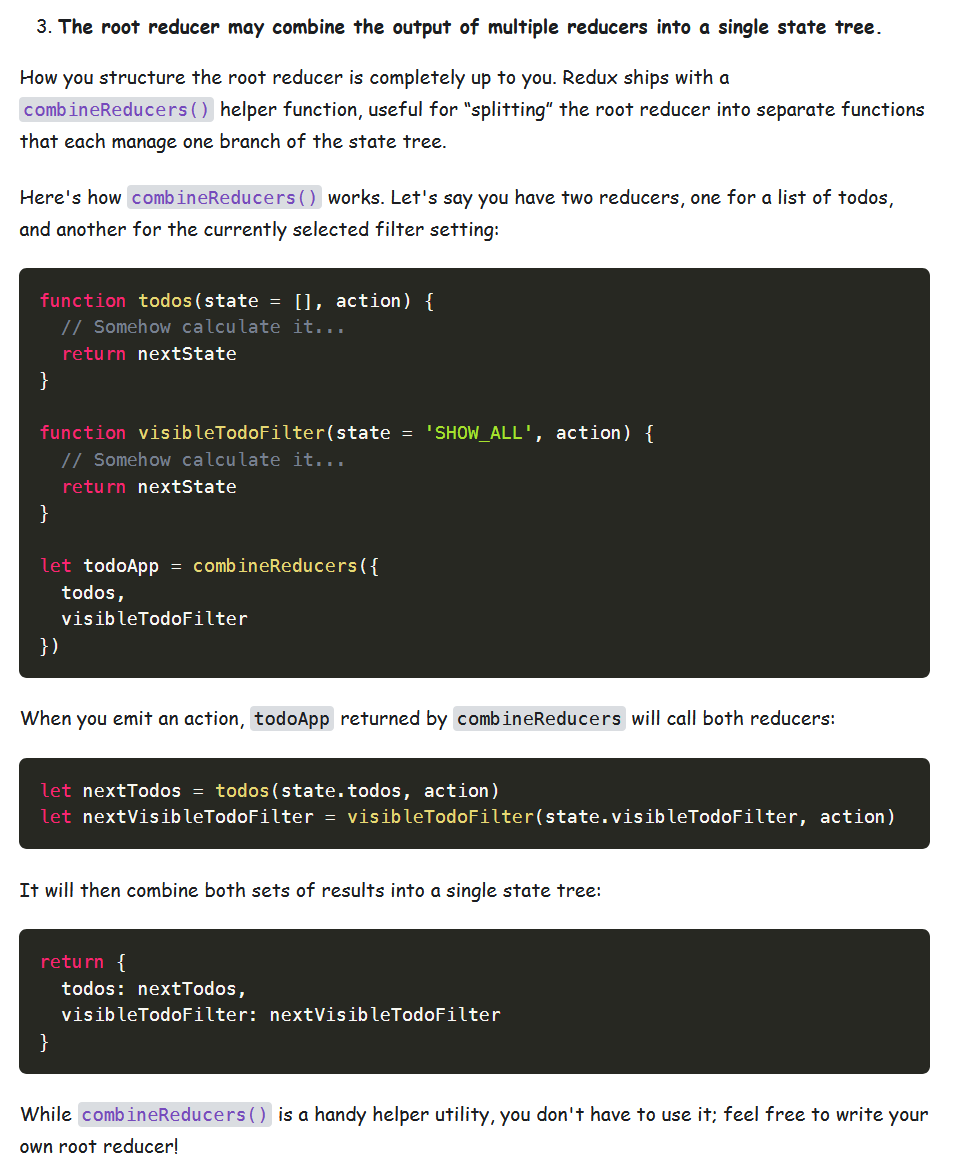 3. The root reducer may combine the output of multiple reducers into a single state tree.
How you structure the root reducer is completely up to you. Redux ships with a
combineReducers() helper function, useful for “splitting” the root reducer into separate functions
that each manage one branch of the state tree.
Here's how combineReducers() works. Let's say you have two reducers, one for a list of todos,
and another for the currently selected filter setting:
function todos(state = [], action) {
  // Somehow calculate it...
  return nextState
}
function visibleTodoFilter(state = 'SHOW_ALL', action) {
  // Somehow calculate it...
  return nextState
}
let todoApp = combineReducers({
  todos,
  visibleTodoFilter
})
When you emit an action, todoApp returned by combineReducers will call both reducers:
let nextTodos = todos(state.todos, action)
let nextVisibleTodoFilter = visibleTodoFilter(state.visibleTodoFilter, action)
It will then combine both sets of results into a single state tree:
return {
  todos: nextTodos,
  visibleTodoFilter: nextVisibleTodoFilter
}
While combineReducers() is a handy helper utility, you don't have to use it; feel free to write your
own root reducer!